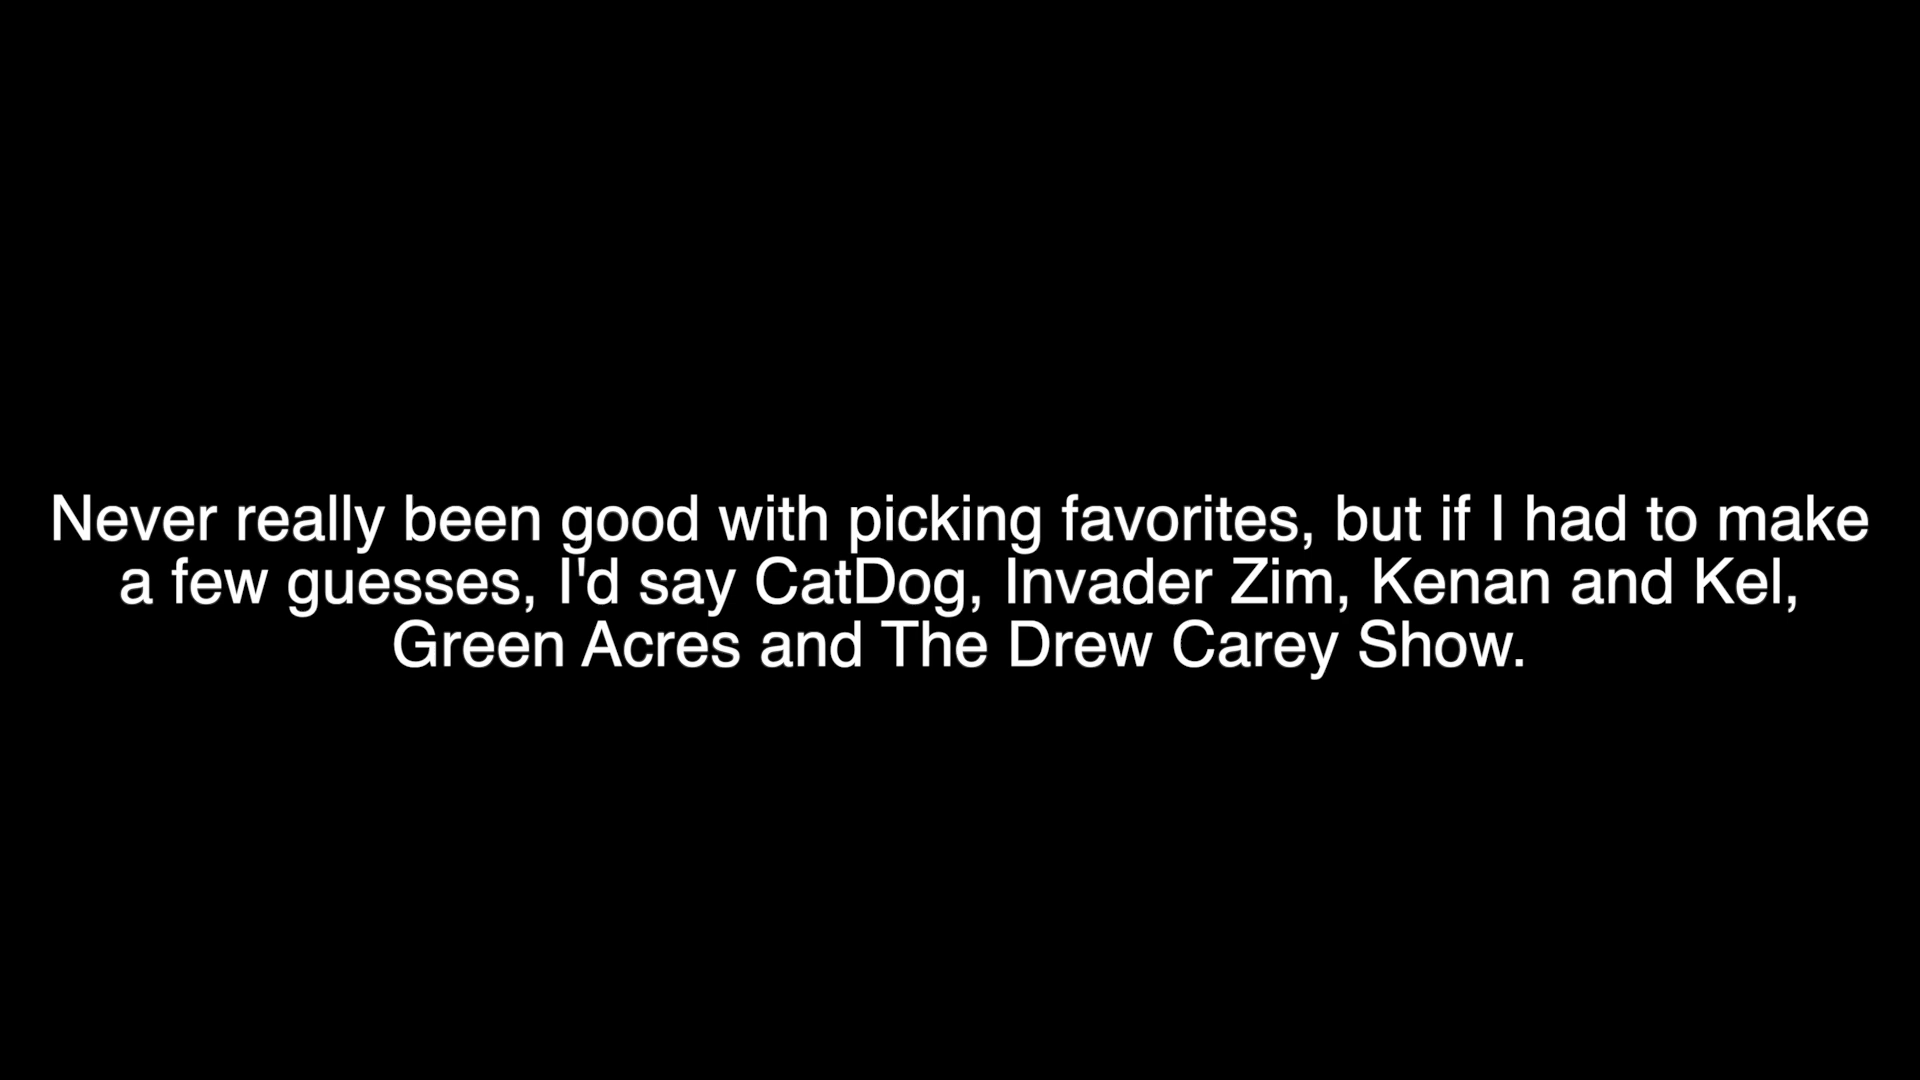 Never really been good with picking favorites, but if I had to make
a few guesses, I'd say CatDog, Invader Zim, Kenan and Kel,
Green Acres and The Drew Carey Show.